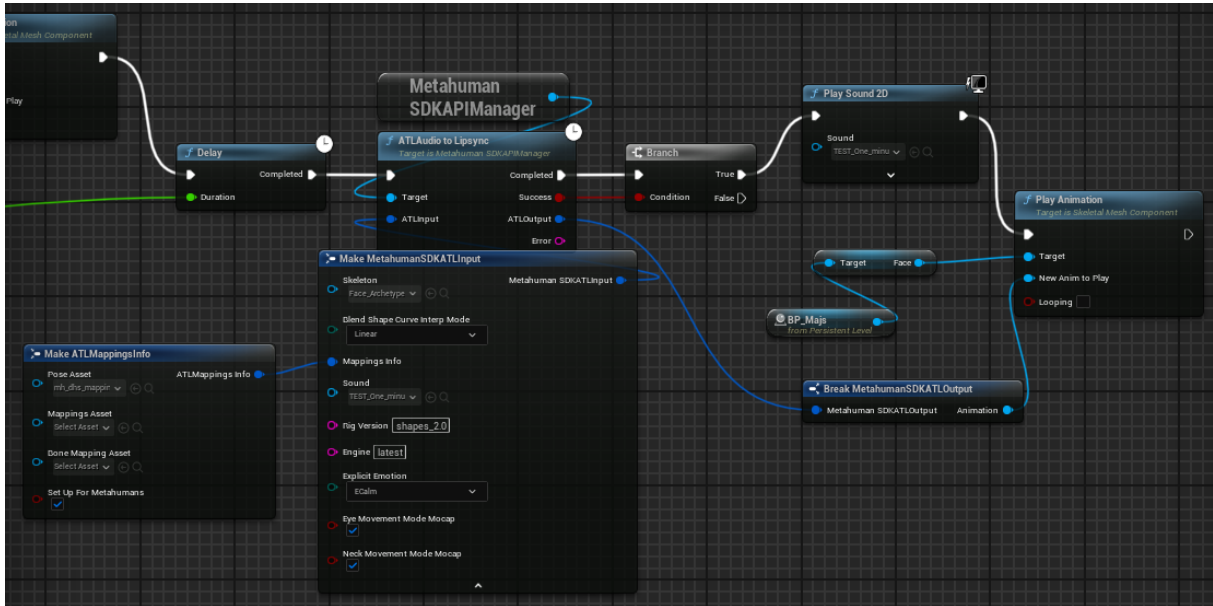 on
etal Mesh Component
Play
Delay
Completed
Duration
Metahuman
SDKAPIManager
ATLAudio to Lipsync
Target is Metahuman SDKAPIManager
Completed
Target
Success
ATLInput
ATLOutput
Error
Branch
True
Condition
False
Play Sound 2D
Sound
TEST_One_minu
Play Animation
Target is Skeletal Mesh Component
Target
New Anim to Play
Looping
Target
Face
BP_Majs
from Persistent Level
Break MetahumanSDKATLOutput
Metahuman SDKATLOutput
Animation
Make MetahumanSDKATLInput
Skeleton
Metahuman SDKATLInput
Face_Archetype
Blend Shape Curve Interp Mode
Linear
Mappings Info
Sound
TEST_One_minu
Rig Version shapes_2.0
Engine latest
Explicit Emotion
ECalm
Eye Movement Mode Mocap
Neck Movement Mode Mocap
Make ATLMappingsInfo
Pose Asset
ATLMappings Info
mh_dhs_mappin
Mappings Asset
Select Asset
Bone Mapping Asset
Select Asset
Set Up For Metahumans